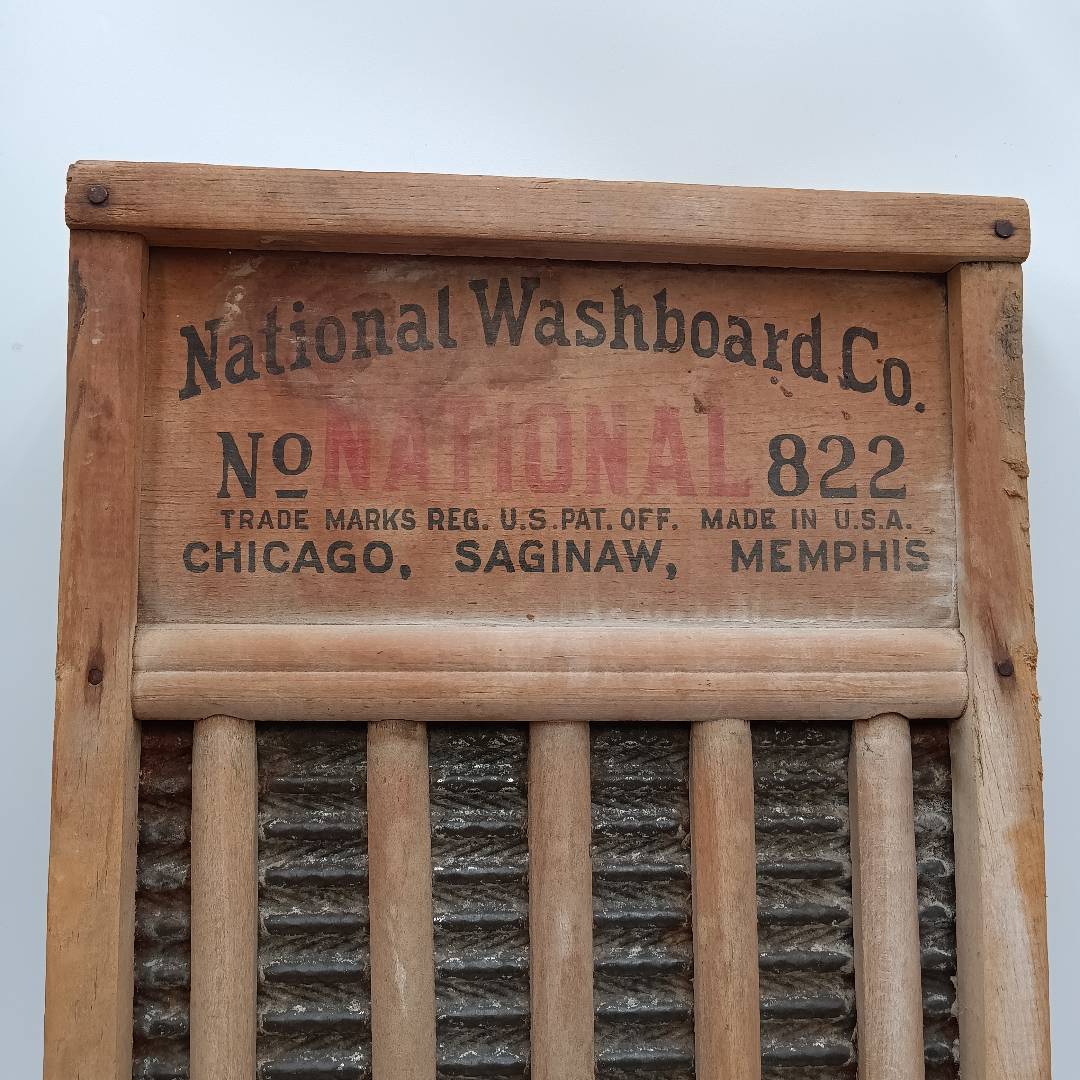 National Washboard Co.
No NATIONAL 822
TRADE MARKS REG. U.S. PAT. OFF. MADE IN U.S.A.
CHICAGO, SAGINAW, MEMPHIS